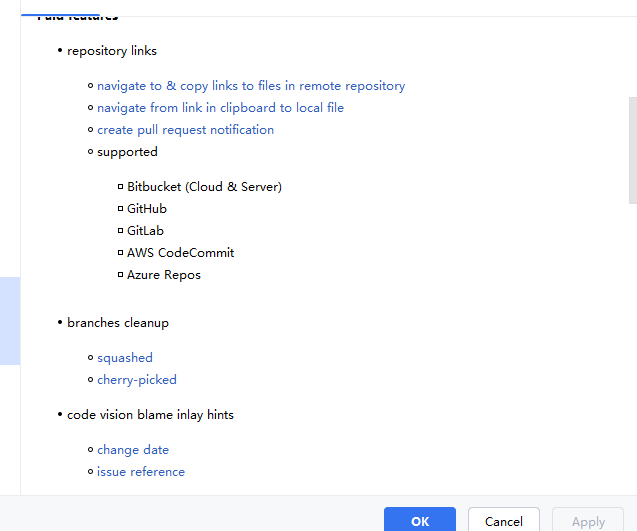 Paid features
repository links
navigate to & copy links to files in remote repository
navigate from link in clipboard to local file
create pull request notification
supported
Bitbucket (Cloud & Server)
GitHub
GitLab
AWS CodeCommit
Azure Repos
branches cleanup
squashed
cherry-picked
code vision blame inlay hints
change date
issue reference
OK
Cancel
Apply